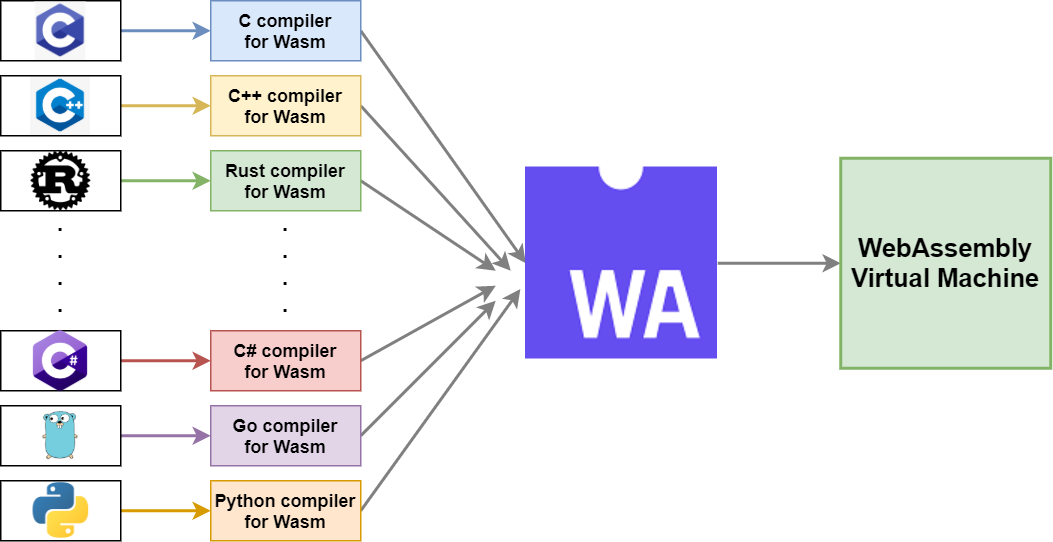 C
C compiler
for Wasm
C++
C++ compiler
for Wasm
R
Rust compiler
for Wasm
C#
C# compiler
for Wasm
Go compiler
for Wasm
Python compiler
for Wasm
WA
WebAssembly
Virtual Machine